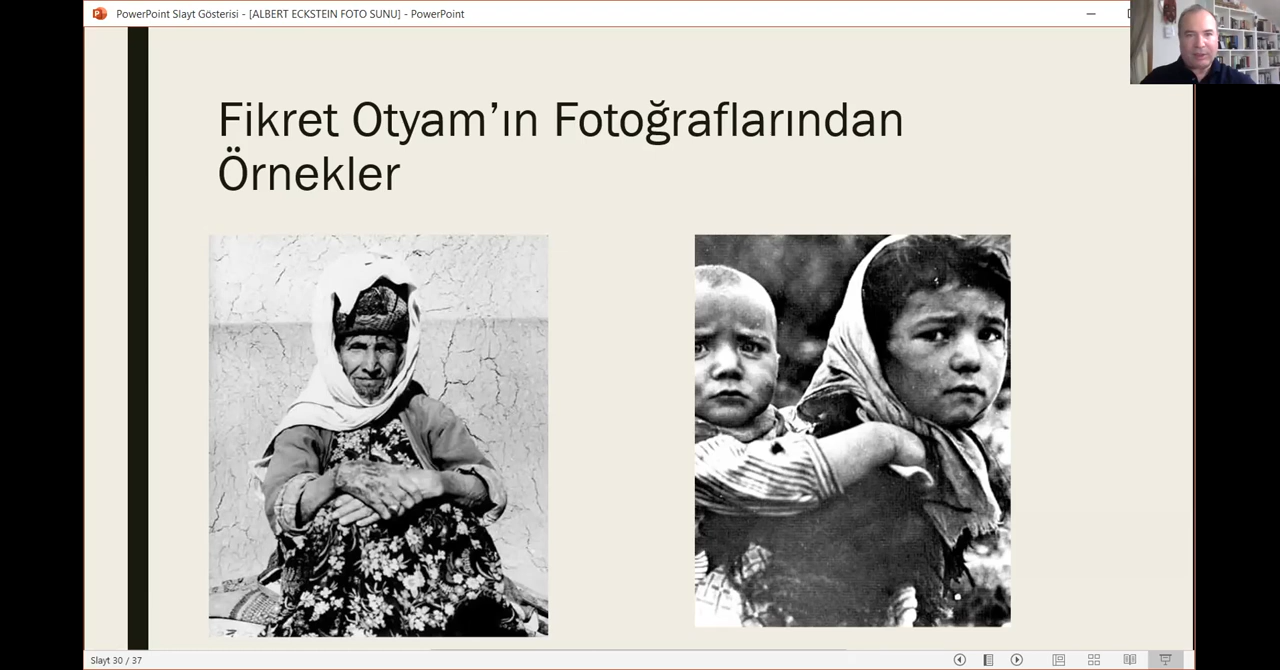 PowerPoint Slayt Gösterisi - [ALBERT ECKSTEIN FOTO SUNU] - PowerPoint
Fikret Otyam’ın Fotoğraflarından
Örnekler
Slayt 30 / 37